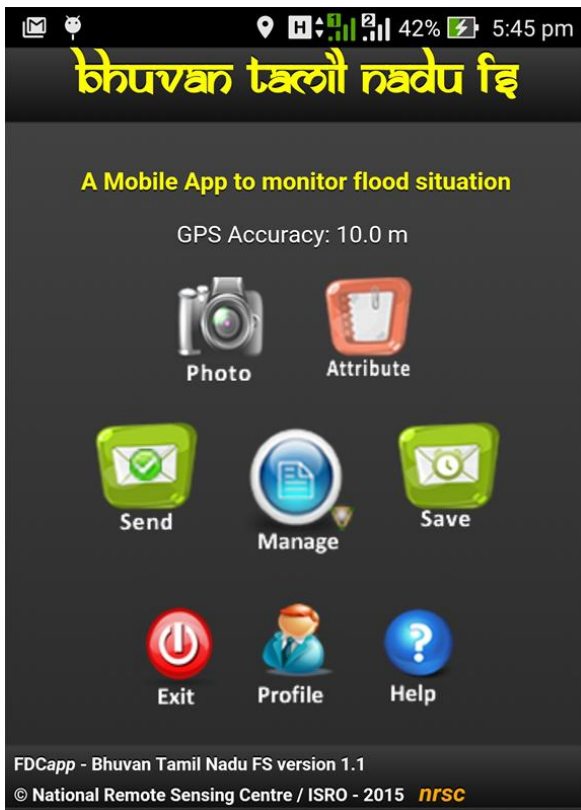 H 1 2 42% 5:45 pm
bhuvan tamil nadu fs
A Mobile App to monitor flood situation
GPS Accuracy: 10.0 m
Photo Attribute
Send Manage Save
Exit Profile Help
FDCapp - Bhuvan Tamil Nadu FS version 1.1
© National Remote Sensing Centre / ISRO - 2015 nrsc